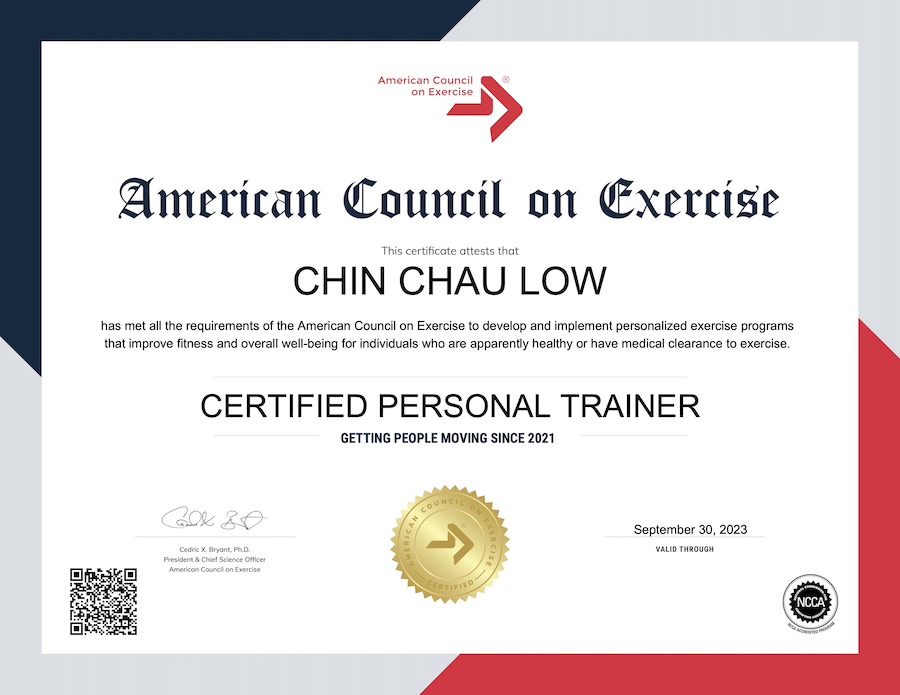 American Council
on Exercise
®
American Council on Exercise
This certificate attests that
CHIN CHAU LOW
has met all the requirements of the American Council on Exercise to develop and implement personalized exercise programs
that improve fitness and overall well-being for individuals who are apparently healthy or have medical clearance to exercise.
CERTIFIED PERSONAL TRAINER
GETTING PEOPLE MOVING SINCE 2021
AMERICAN COUNCIL ON EXERCISE
CERTIFIED
September 30, 2023
VALID THROUGH
Cedric X. Bryant, Ph.D.
President & Chief Science Officer
American Council on Exercise
NCCA
NCCA ACCREDITED PROGRAM